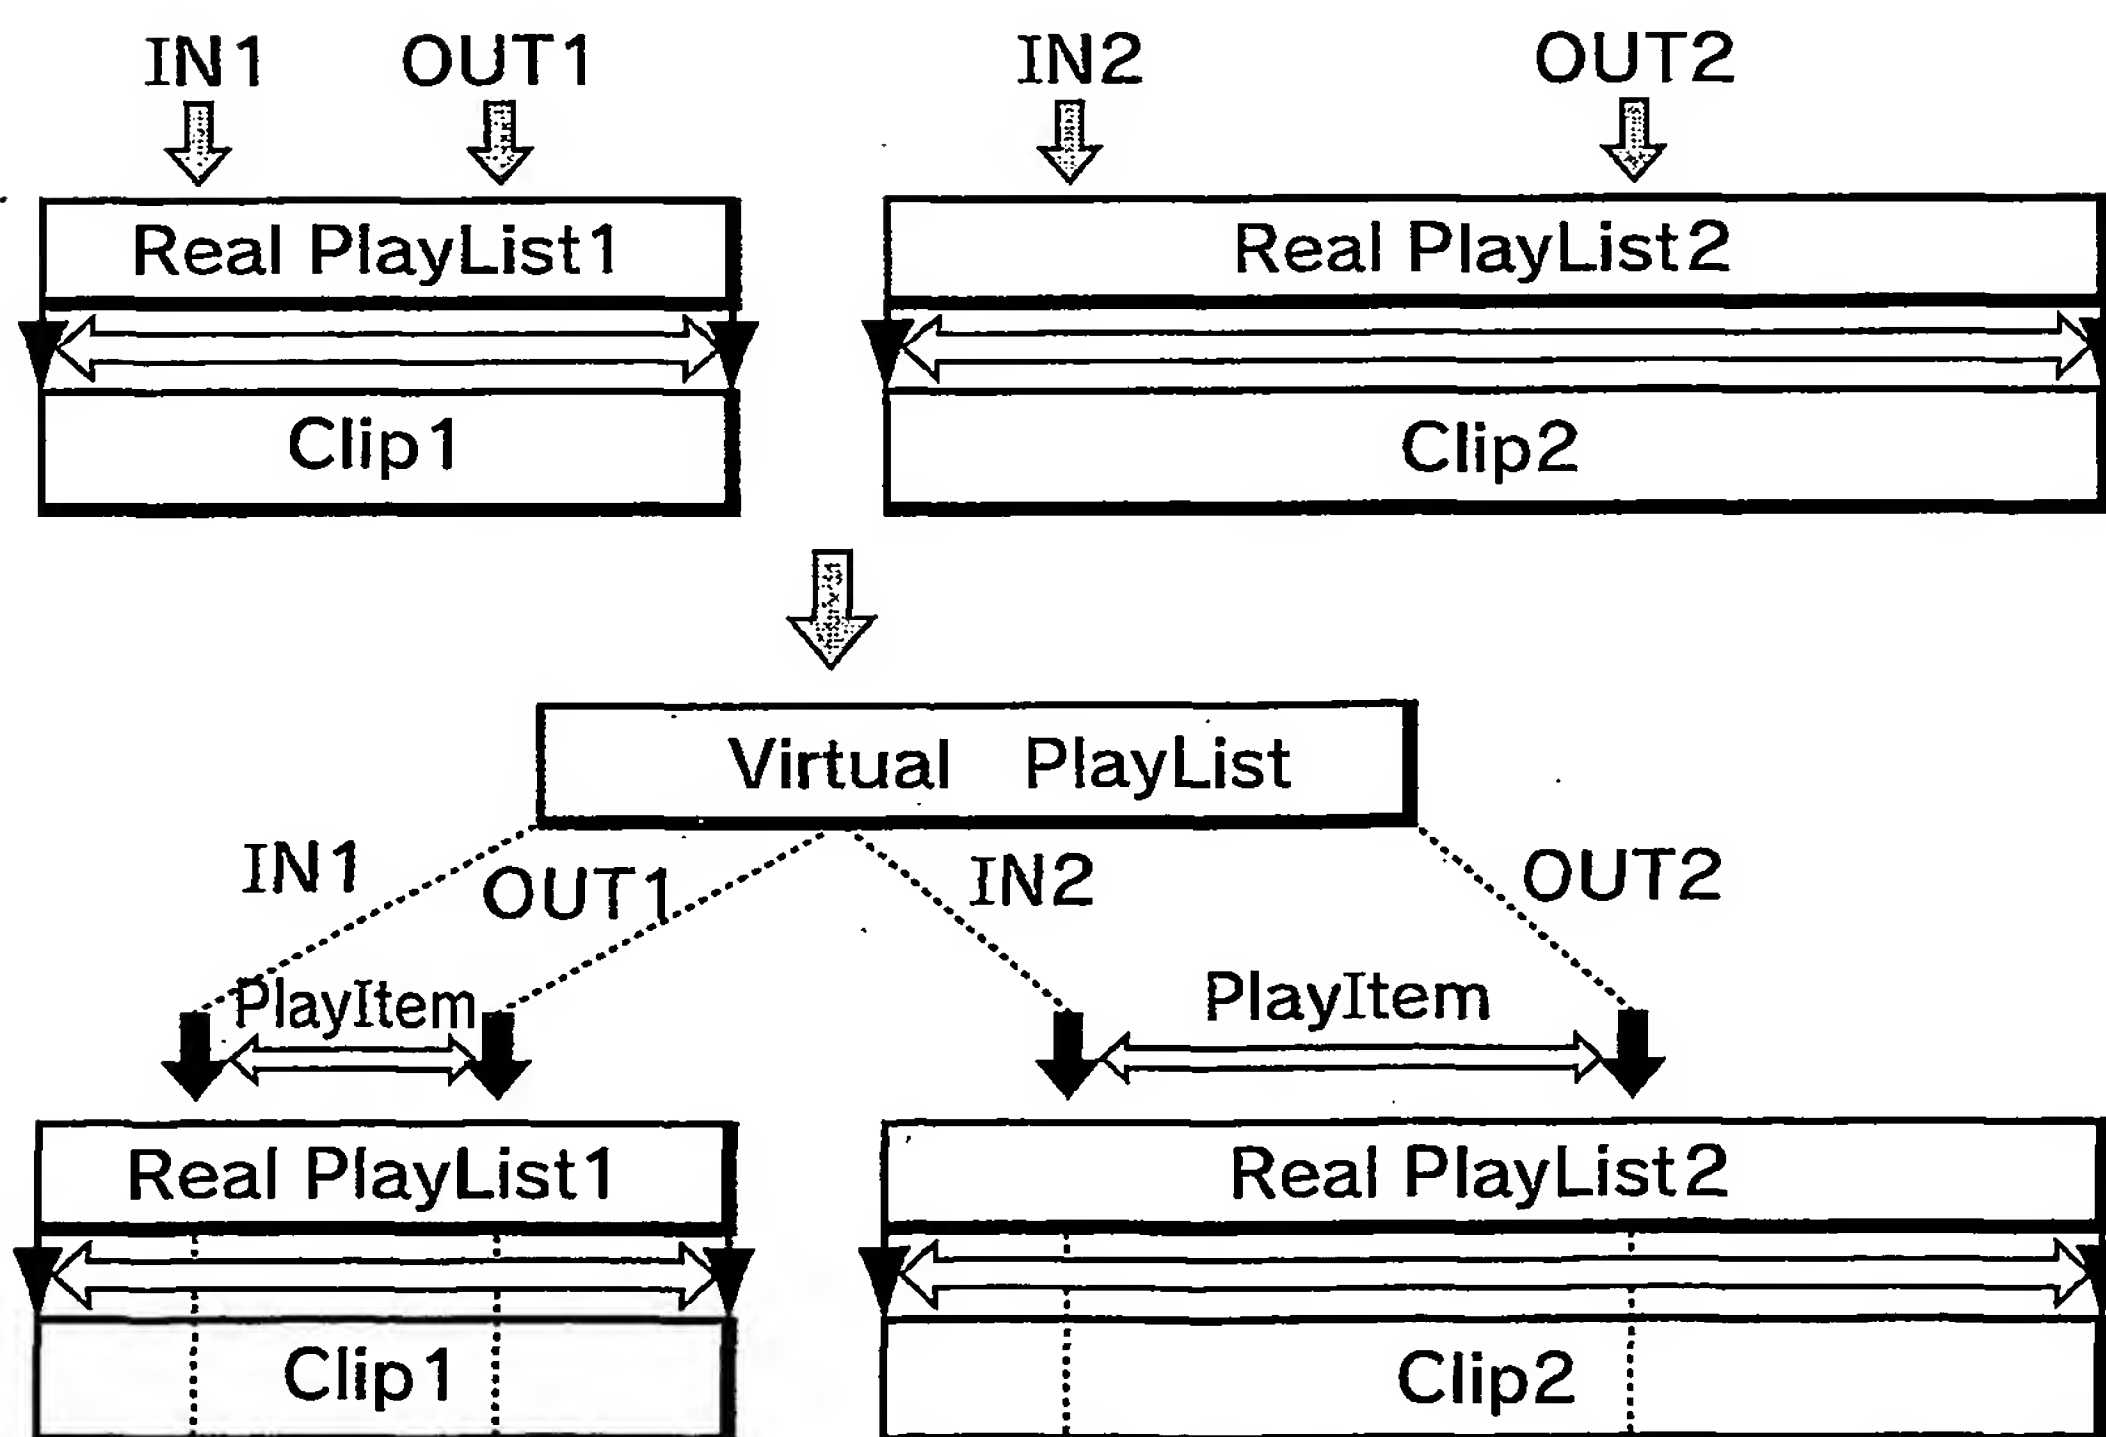 IN1 OUT1 IN2 OUT2
Real PlayList1 Real PlayList2
Clip1 Clip2
Virtual PlayList
IN1 OUT1 IN2 OUT2
PlayItem PlayItem
Real PlayList1 Real PlayList2
Clip1 Clip2